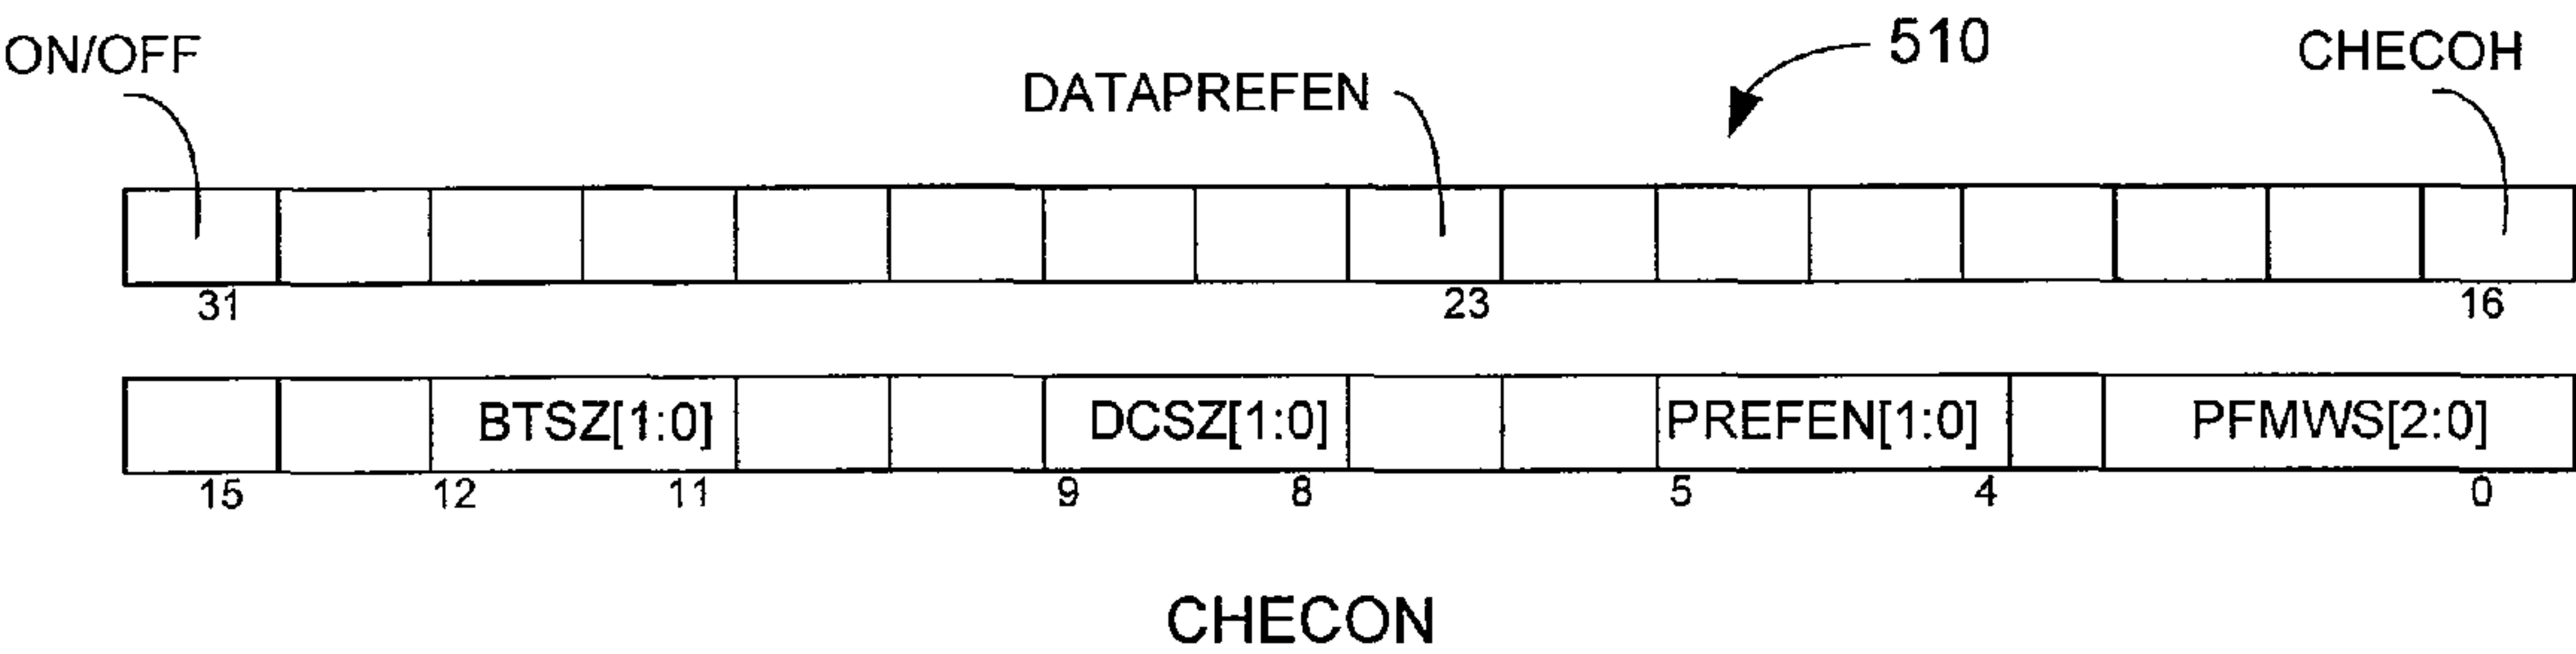 ON/OFF
DATAPREFEN
510
CHECOH
31 23 16
BTSZ[1:0] DCSZ[1:0] PREFEN[1:0] PFMWS[2:0]
15 12 11 9 8 5 4 0
CHECON